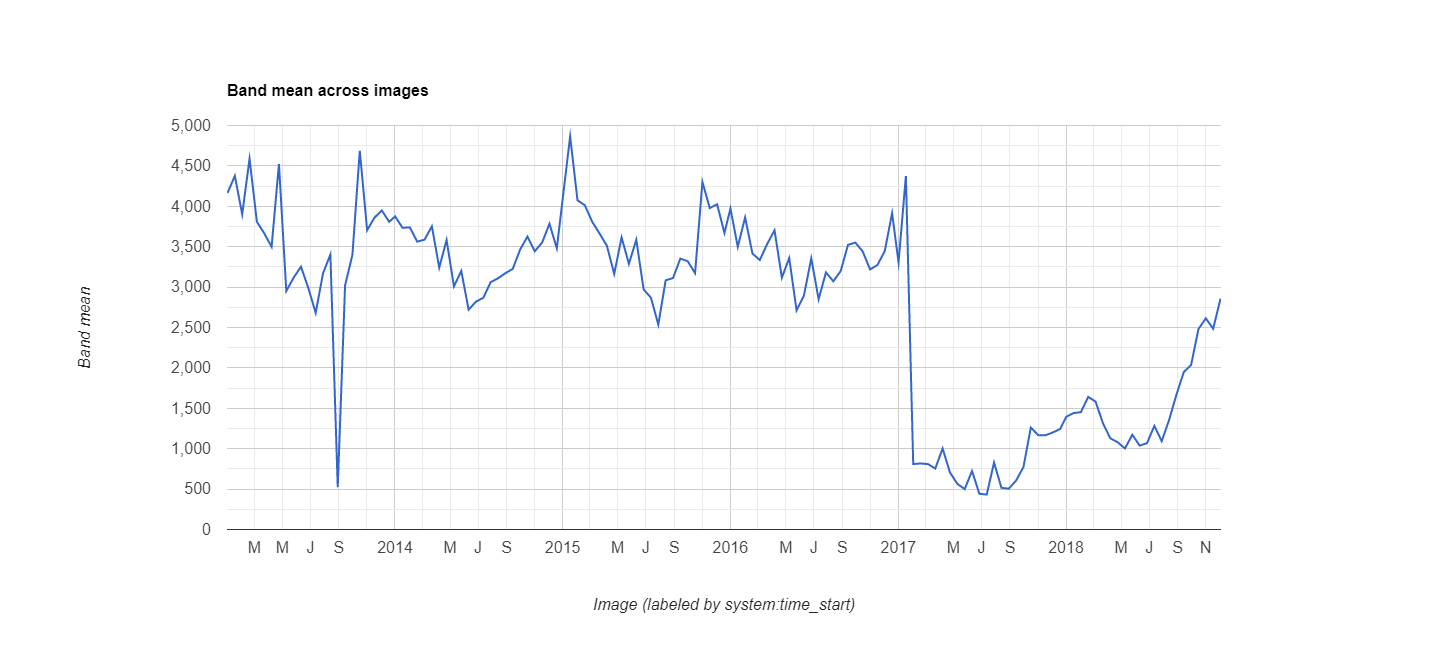 Band mean across images
5,000
4,500
4,000
3,500
3,000
2,500
2,000
1,500
1,000
500
0
Band mean
M M J S 2014 M J S 2015 M J S 2016 M J S 2017 M J S 2018 M J S N
Image (labeled by system:time_start)